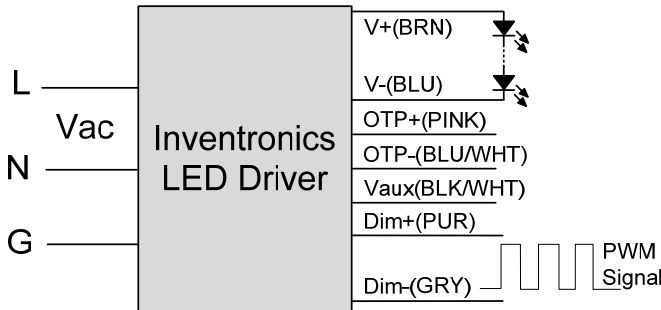 L
Vac
N
G
Inventronics
LED Driver
V+(BRN)
V-(BLU)
OTP+(PINK)
OTP-(BLU/WHT)
Vaux(BLK/WHT)
Dim+(PUR)
Dim-(GRY)
PWM
Signal